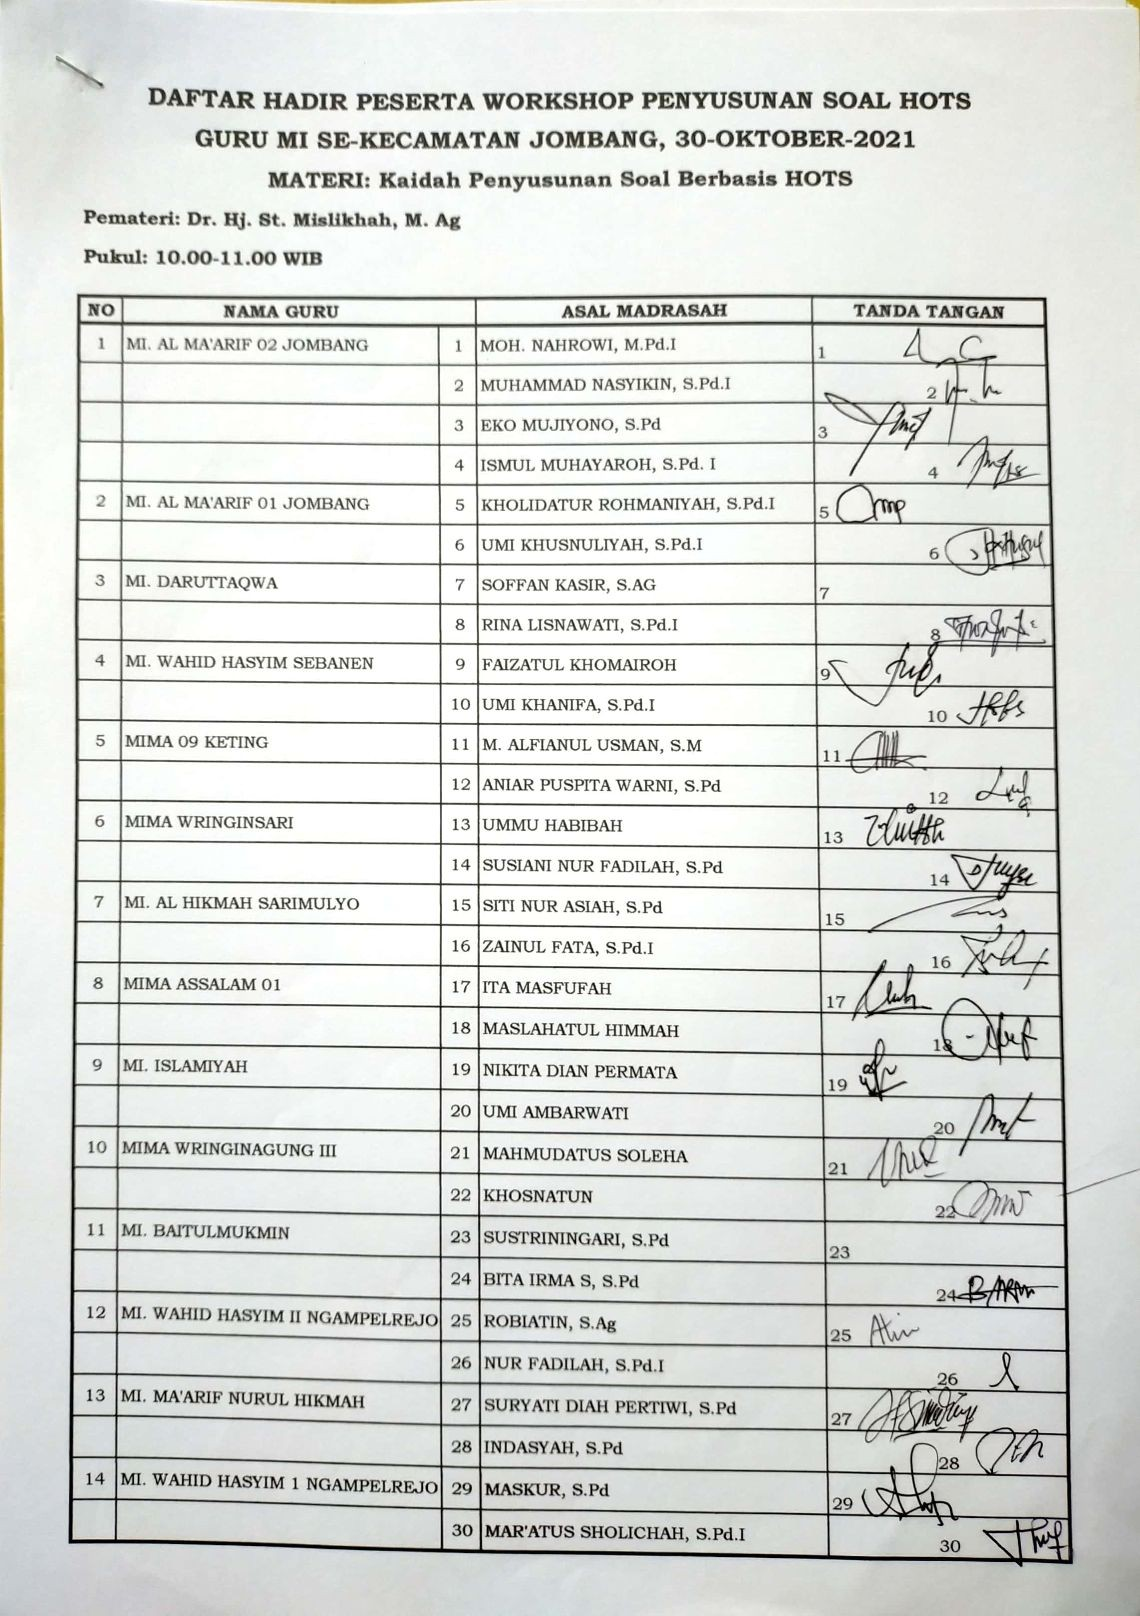 DAFTAR HADIR PESERTA WORKSHOP PENYUSUNAN SOAL HOTS
GURU MI SE-KECAMATAN JOMBANG, 30-OKTOBER-2021
MATERI: Kaidah Penyusunan Soal Berbasis HOTS
Pemateri: Dr. Hj. St. Mislikhah, M. Ag
Pukul: 10.00-11.00 WIB
NO NAMA GURU ASAL MADRASAH TANDA TANGAN
1 MI. AL MA'ARIF 02 JOMBANG 1 MOH. NAHROWI, M.Pd.I 1
2 MUHAMMAD NASYIKIN, S.Pd.I 2
3 EKO MUJIYONO, S.Pd 3
4 ISMUL MUHAYAROH, S.Pd. I 4
2 MI. AL MA'ARIF 01 JOMBANG 5 KHOLIDATUR ROHMANIYAH, S.Pd.I 5
6 UMI KHUSNULIYAH, S.Pd.I 6
3 MI. DARUTTAQWA 7 SOFFAN KASIR, S.AG 7
8 RINA LISNAWATI, S.Pd.I 8
4 MI. WAHID HASYIM SEBANEN 9 FAIZATUL KHOMAIROH 9
10 UMI KHANIFA, S.Pd.I 10
5 MIMA 09 KETING 11 M. ALFIANUL USMAN, S.M 11
12 ANIAR PUSPITA WARNI, S.Pd 12
6 MIMA WRINGINSARI 13 UMMU HABIBAH 13
14 SUSIANI NUR FADILAH, S.Pd 14
7 MI. AL HIKMAH SARIMULYO 15 SITI NUR ASIAH, S.Pd 15
16 ZAINUL FATA, S.Pd.I 16
8 MIMA ASSALAM 01 17 ITA MASFUFAH 17
18 MASLAHATUL HIMMAH 18
9 MI. ISLAMIYAH 19 NIKITA DIAN PERMATA 19
20 UMI AMBARWATI 20
10 MIMA WRINGINAGUNG III 21 MAHMUDATUS SOLEHA 21
22 KHOSNATUN 22
11 MI. BAITULMUKMIN 23 SUSTRININGARI, S.Pd 23
24 BITA IRMA S, S.Pd 24
12 MI. WAHID HASYIM II NGAMPELREJO 25 ROBIATIN, S.Ag 25
26 NUR FADILAH, S.Pd.I 26
13 MI. MA'ARIF NURUL HIKMAH 27 SURYATI DIAH PERTIWI, S.Pd 27
28 INDASYAH, S.Pd 28
14 MI. WAHID HASYIM 1 NGAMPELREJO 29 MASKUR, S.Pd 29
30 MAR'ATUS SHOLICHAH, S.Pd.I 30